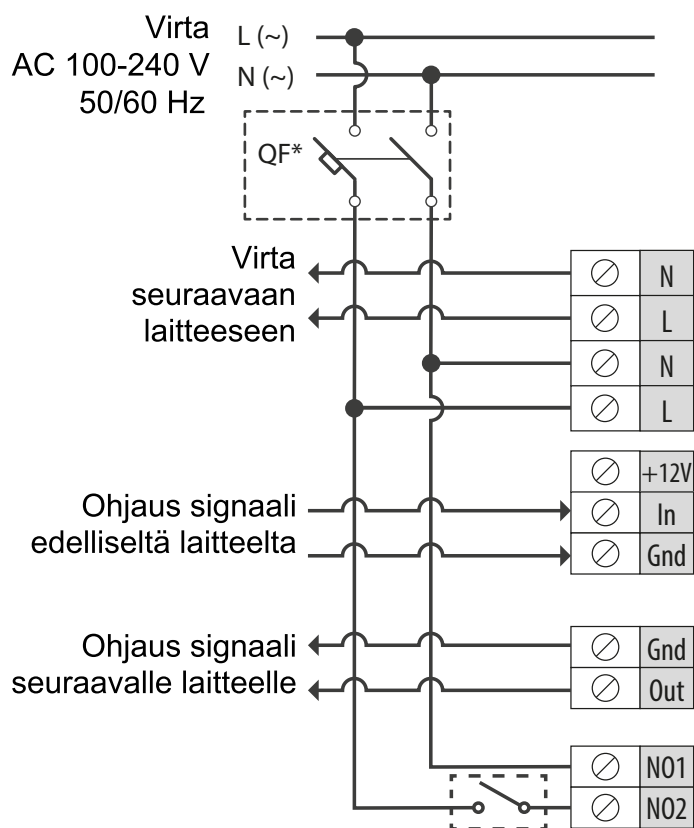 Virta
AC 100-240 V
50/60 Hz
L (~)
N (~)
QF*
Virta
seuraavaan
laitteeseen
N
L
N
L
Ohjaus signaali
edelliseltä laitteelta
+12V
In
Gnd
Ohjaus signaali
seuraavalle laitteelle
Gnd
Out
NO1
NO2